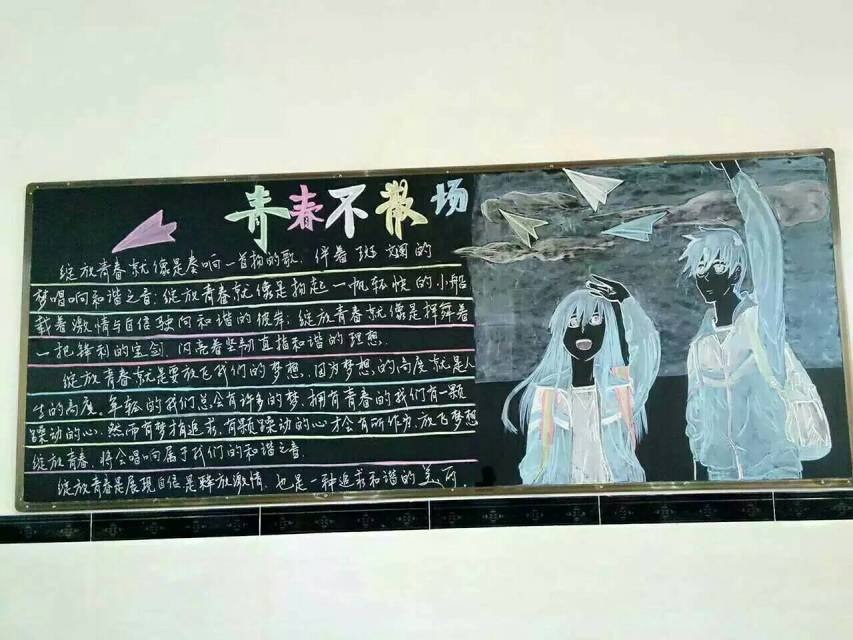 青春不散场
绽放青春就像是奏响一首扬的歌，伴着斑斓的
梦唱响和谐之音；绽放青春就像是扬起一帆轻快的小船
载着激情与自信驶向和谐的彼岸；绽放青春就像是挥舞着
一把锋利的宝剑，闪亮着坚韧直指和谐的理想.
绽放青春就是要放飞我们的梦想，因为梦想的高度就是人
生的高度。年轻的我们总会有许多的梦，拥有青春的我们有一颗
躁动的心，然而有梦才有追求，有颗躁动的心才会有所作为，放飞梦想
绽放青春，将会唱响属于我们的和谐之音.
绽放青春是展现自信是释放激情，也是一种追求和谐的美